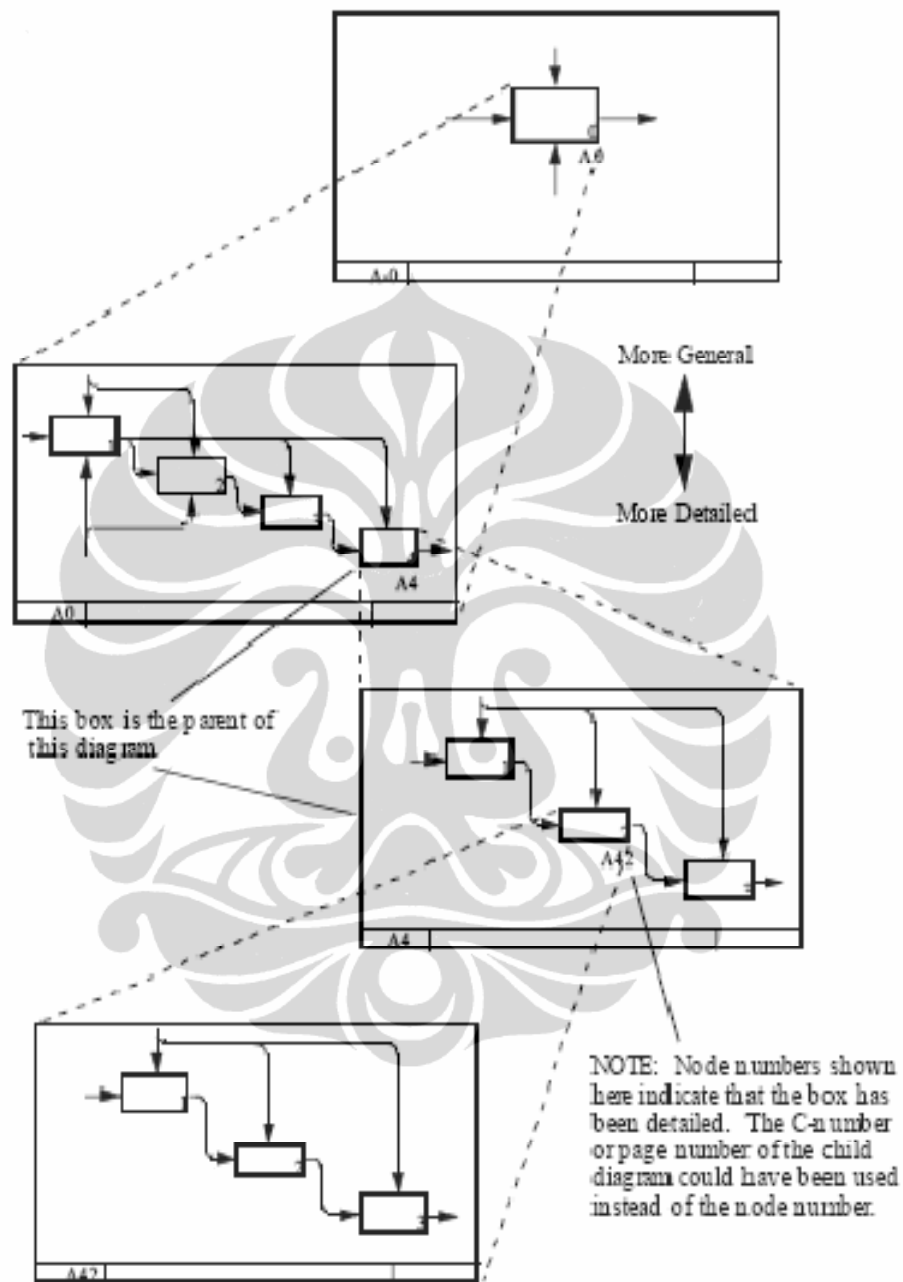 A-0
More General
More Detailed
2
A4
A0
This box is the parent of
this diagram
A42
A4
NOTE: Node numbers shown
here indicate that the box has
been detailed. The C-number
or page number of the child
diagram could have been used
instead of the node number.
A42